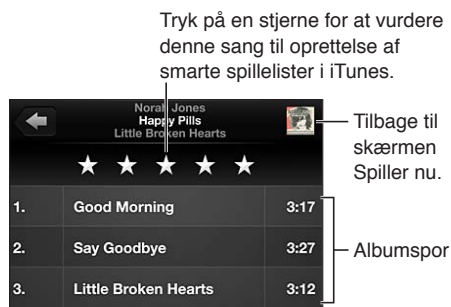 Tryk på en stjerne for at vurdere
denne sang til oprettelse af
smarte spillelister i iTunes.
Norah Jones
Happy Pills
Little Broken Hearts
Tilbage til
skærmen
Spiller nu.
1. Good Morning 3:17
2. Say Goodbye 3:27
3. Little Broken Hearts 3:12
Albumspor